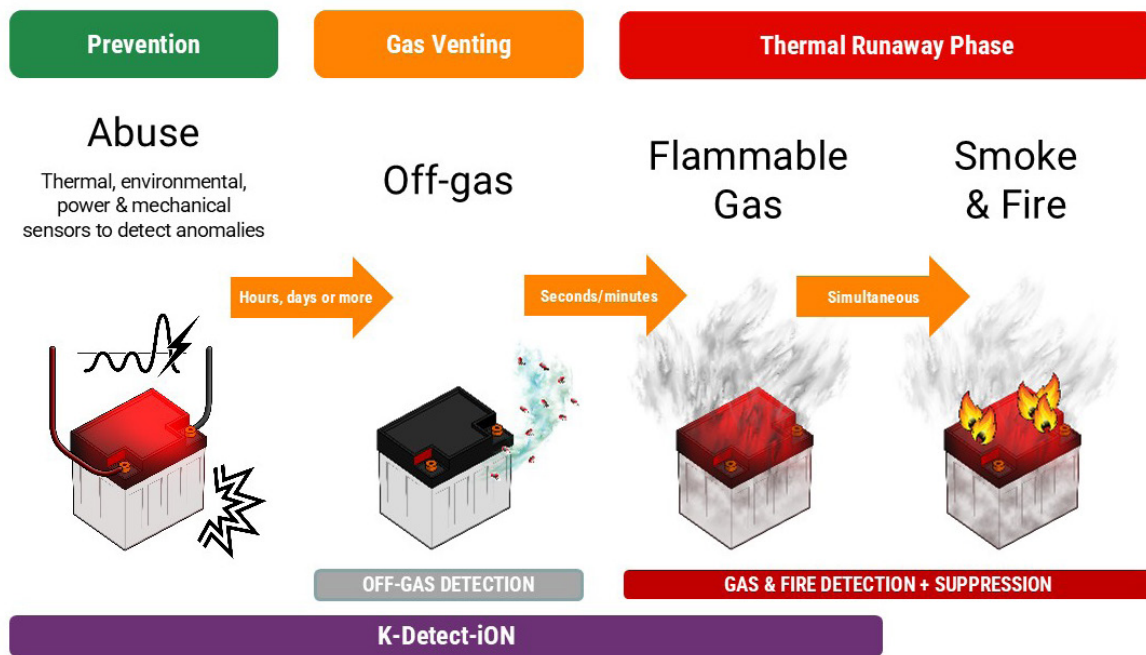 Prevention
Gas Venting
Thermal Runaway Phase
Abuse
Thermal, environmental,
power & mechanical
sensors to detect anomalies
Off-gas
Flammable
Gas
Smoke
& Fire
Hours, days or more
Seconds/minutes
Simultaneous
OFF-GAS DETECTION
GAS & FIRE DETECTION + SUPPRESSION
K-Detect-iON